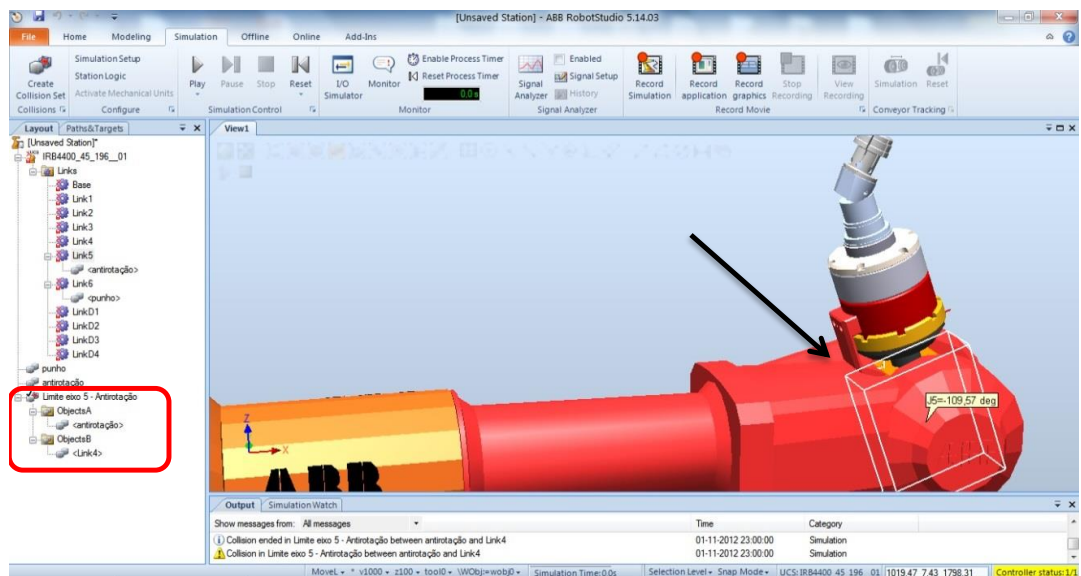 [Unsaved Station] - ABB RobotStudio 5.14.03
File Home Modeling Simulation Offline Online Add-Ins
Create Collision Set
Collisions
Simulation Setup
Station Logic
Activate Mechanical Units
Configure
Play Pause Stop Reset
Simulation Control
I/O Simulator
Monitor
Enable Process Timer
Reset Process Timer
0.0 s
Monitor
Signal Analyzer
Enabled
Signal Setup
History
Signal Analyzer
Record Simulation
Record application
Record graphics
Stop Recording
View Recording
Record Movie
Simulation Reset
Conveyor Tracking
Layout Paths&Targets
View1
[Unsaved Station]*
IRB4400_45_196__01
Links
Base
Link1
Link2
Link3
Link4
Link5
<antirotação>
Link6
<punho>
LinkD1
LinkD2
LinkD3
LinkD4
punho
antirotação
Limite eixo 5 - Antirotação
ObjectsA
<antirotação>
ObjectsB
<Link4>
J5=-109,57 deg
Z
X
ABB
Output Simulation Watch
Show messages from: All messages Time Category
Collision ended in Limite eixo 5 - Antirotação between antirotação and Link4 01-11-2012 23:00:00 Simulation
Collision in Limite eixo 5 - Antirotação between antirotação and Link4 01-11-2012 23:00:00 Simulation
MoveL * v1000 z100 tool0 \WObj:=wobj0 Simulation Time: 0.0s Selection Level Snap Mode UCS: IRB4400_45_196__01 1019.47 7.43 1798.31 Controller status: 1/1